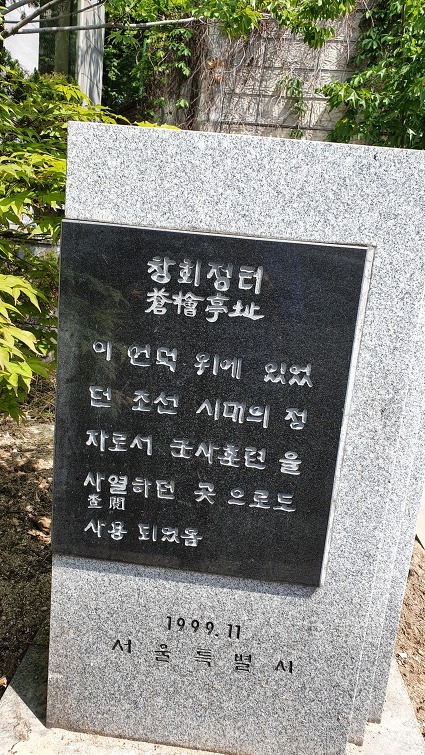 창회정터
蒼檜亭址
이 언덕 위에 있었
던 조선 시대의 정
자로서 군사훈련 을
사열하던 곳 으로도
査閱
사용 되었음
1999.11
서울특별시